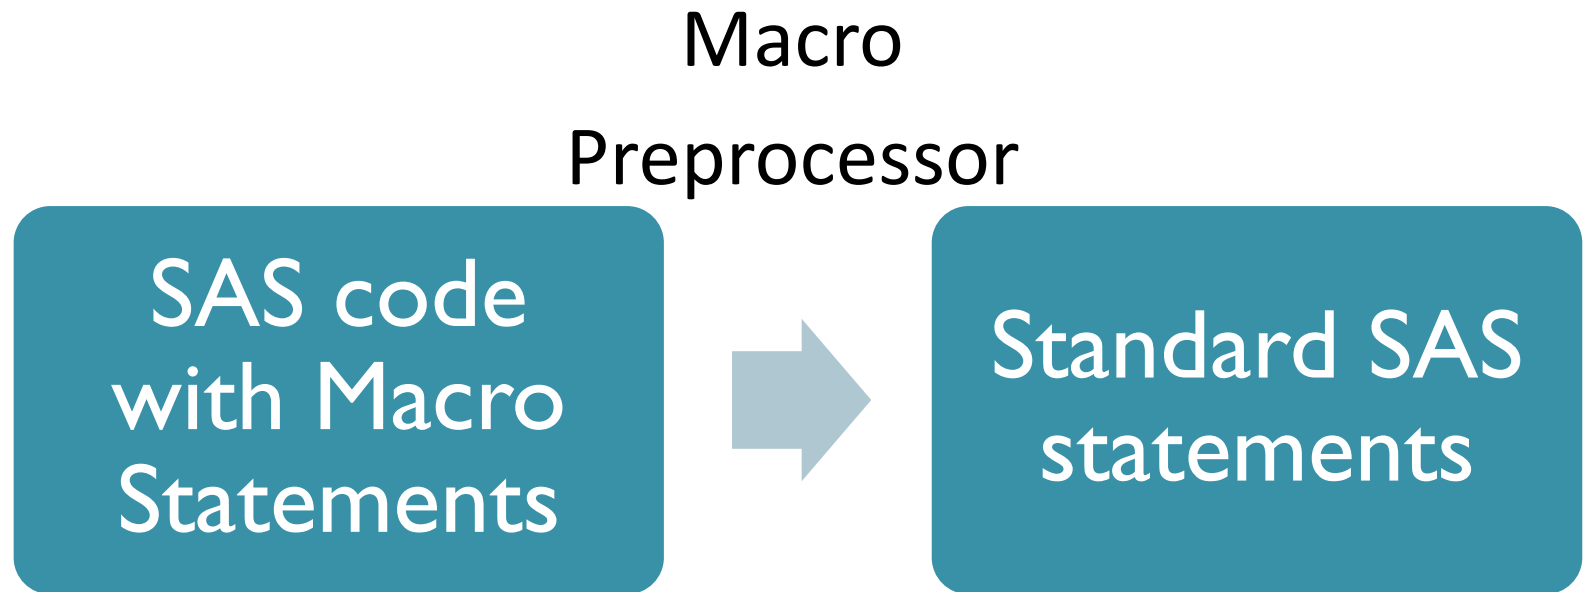 Macro
Preprocessor
SAS code
with Macro
Statements
Standard SAS
statements